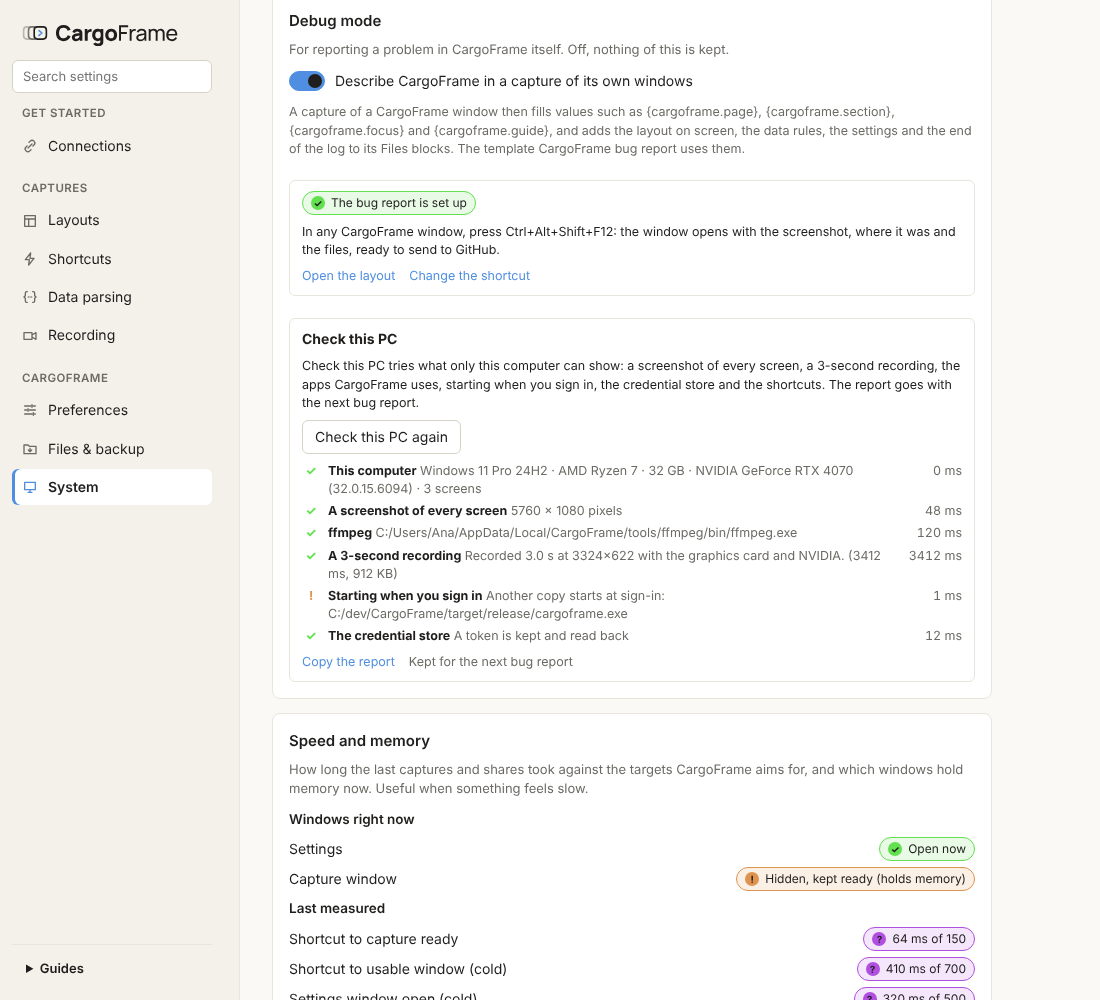 CargoFrame
Search settings
GET STARTED
Connections
CAPTURES
Layouts
Shortcuts
Data parsing
Recording
CARGOFRAME
Preferences
Files & backup
System
Guides
Debug mode
For reporting a problem in CargoFrame itself. Off, nothing of this is kept.
Describe CargoFrame in a capture of its own windows
A capture of a CargoFrame window then fills values such as {cargoframe.page}, {cargoframe.section},
{cargoframe.focus} and {cargoframe.guide}, and adds the layout on screen, the data rules, the settings and the end
of the log to its Files blocks. The template CargoFrame bug report uses them.
The bug report is set up
In any CargoFrame window, press Ctrl+Alt+Shift+F12: the window opens with the screenshot, where it was and
the files, ready to send to GitHub.
Open the layout Change the shortcut
Check this PC
Check this PC tries what only this computer can show: a screenshot of every screen, a 3-second recording, the
apps CargoFrame uses, starting when you sign in, the credential store and the shortcuts. The report goes with
the next bug report.
Check this PC again
This computer Windows 11 Pro 24H2 · AMD Ryzen 7 · 32 GB · NVIDIA GeForce RTX 4070 0 ms
(32.0.15.6094) · 3 screens
A screenshot of every screen 5760 × 1080 pixels 48 ms
ffmpeg C:/Users/Ana/AppData/Local/CargoFrame/tools/ffmpeg/bin/ffmpeg.exe 120 ms
A 3-second recording Recorded 3.0 s at 3324×622 with the graphics card and NVIDIA. (3412 3412 ms
ms, 912 KB)
! Starting when you sign in Another copy starts at sign-in: 1 ms
C:/dev/CargoFrame/target/release/cargoframe.exe
The credential store A token is kept and read back 12 ms
Copy the report Kept for the next bug report
Speed and memory
How long the last captures and shares took against the targets CargoFrame aims for, and which windows hold
memory now. Useful when something feels slow.
Windows right now
Settings Open now
Capture window ! Hidden, kept ready (holds memory)
Last measured
Shortcut to capture ready ? 64 ms of 150
Shortcut to usable window (cold) ? 410 ms of 700
Settings window open (cold) ? 320 ms of 500